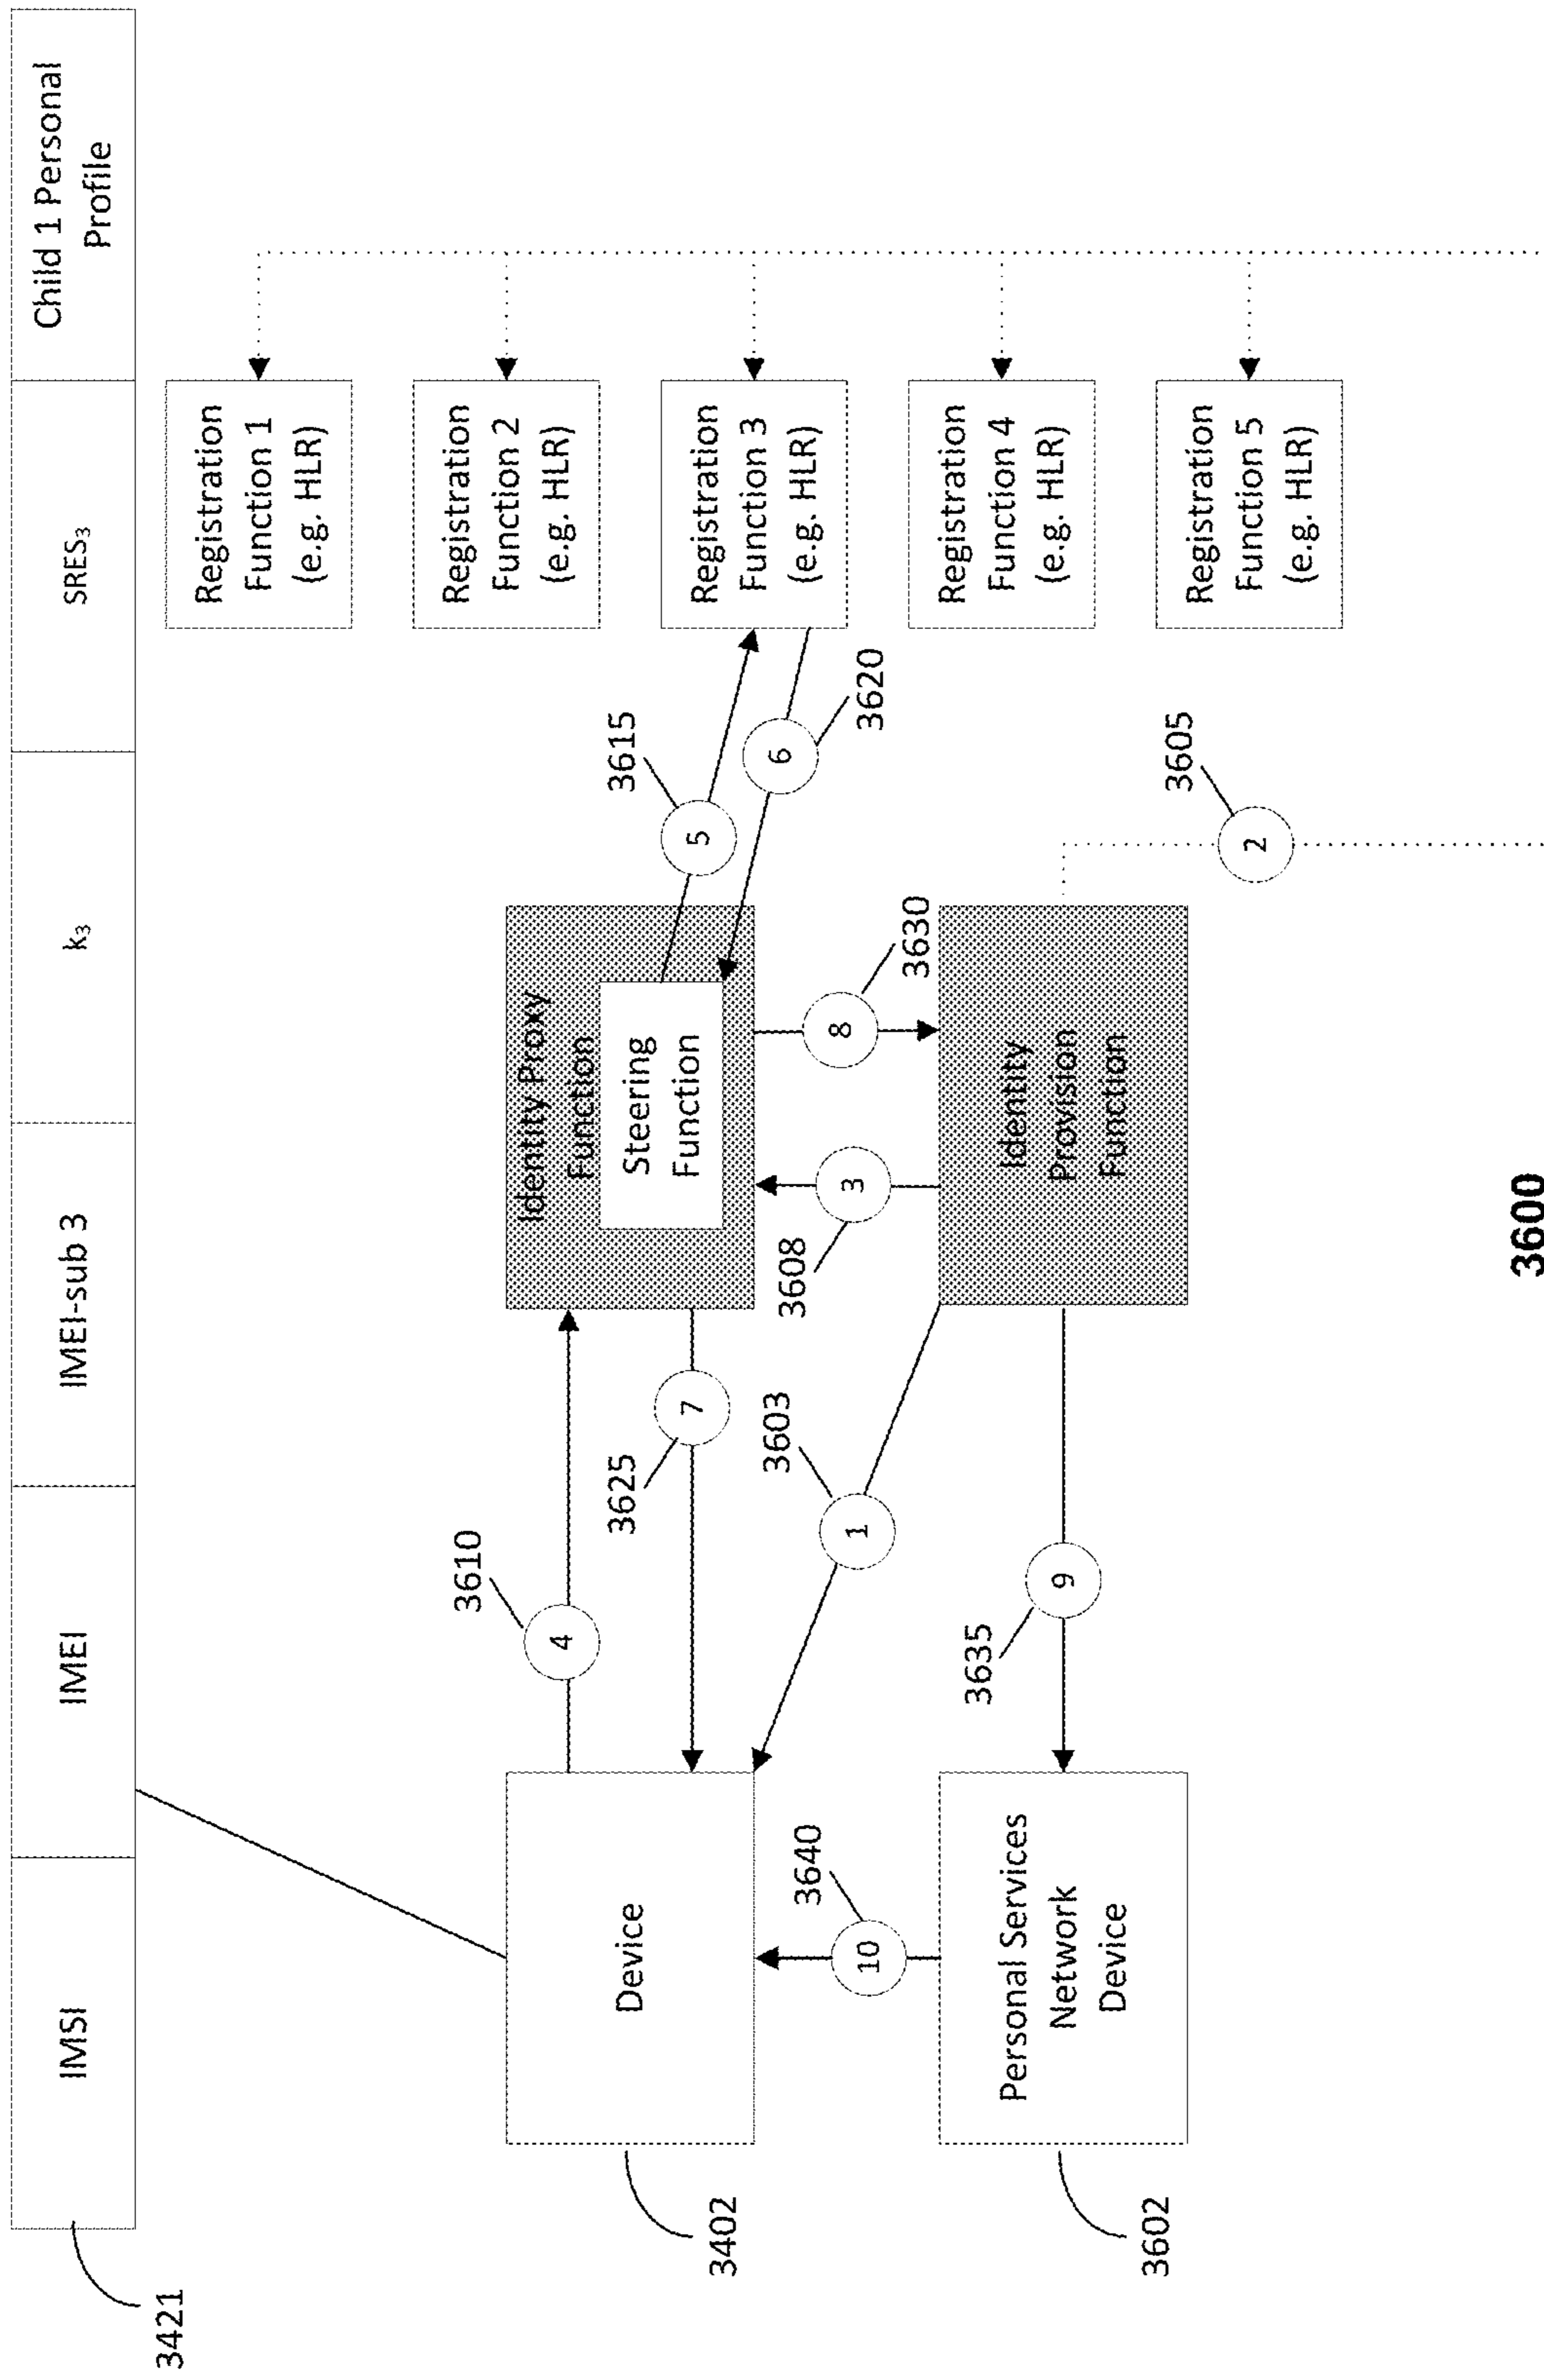 3421
IMSI
IMEI
IMEI-sub 3
k₃
SRES₃
Child 1 Personal
Profile
Registration
Function 1
(e.g. HLR)
Registration
Function 2
(e.g. HLR)
Registration
Function 3
(e.g. HLR)
Registration
Function 4
(e.g. HLR)
Registration
Function 5
(e.g. HLR)
3610
4
3625
7
3603
1
Identity Proxy
Function
Steering
Function
3615
5
6
3620
3402
Device
3640
10
3608
3
8
3630
3602
Personal Services
Network
Device
3635
9
Identity
Provision
Function
3605
2
3600